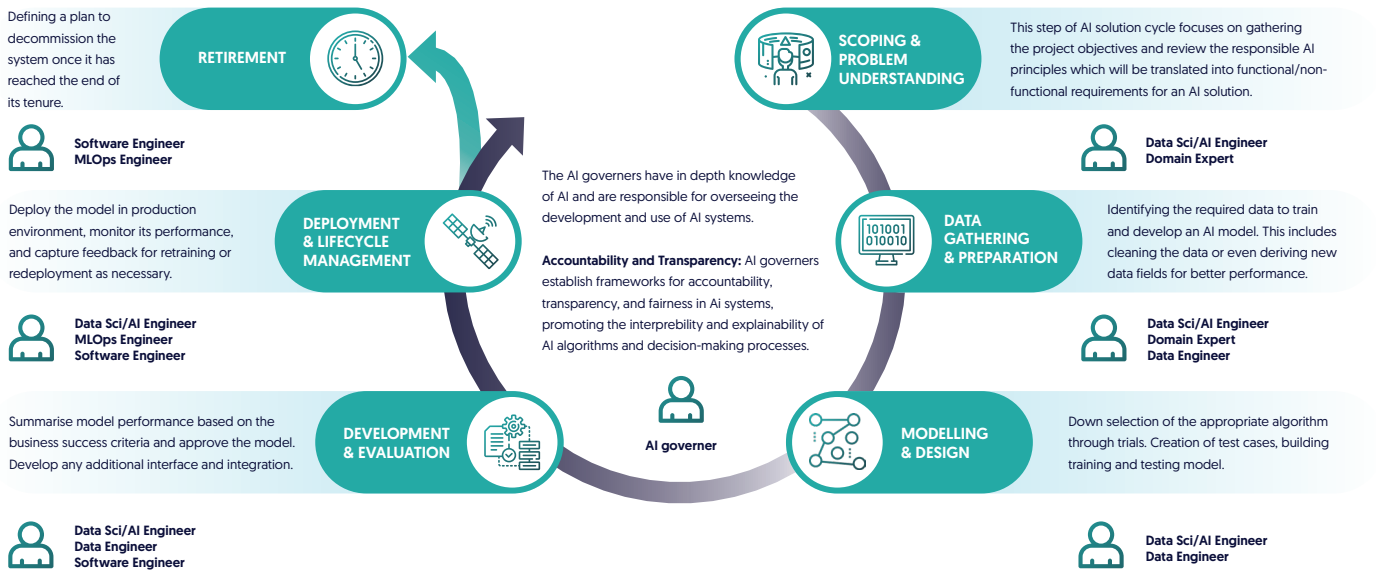 Defining a plan to
decommission the
system once it has
reached the end of
its tenure.
RETIREMENT
Software Engineer
MLOps Engineer
SCOPING &
PROBLEM
UNDERSTANDING
This step of AI solution cycle focuses on gathering
the project objectives and review the responsible AI
principles which will be translated into functional/non-
functional requirements for an AI solution.
Data Sci/AI Engineer
Domain Expert
Deploy the model in production
environment, monitor its performance,
and capture feedback for retraining or
redeployment as necessary.
DEPLOYMENT
& LIFECYCLE
MANAGEMENT
Data Sci/AI Engineer
MLOps Engineer
Software Engineer
The AI governers have in depth knowledge
of AI and are responsible for overseeing the
development and use of AI systems.
Accountability and Transparency: AI governers
establish frameworks for accountability,
transparency, and fairness in Ai systems,
promoting the interprebility and explainability of
AI algorithms and decision-making processes.
AI governer
101001
010010
DATA
GATHERING
& PREPARATION
Identifying the required data to train
and develop an AI model. This includes
cleaning the data or even deriving new
data fields for better performance.
Data Sci/AI Engineer
Domain Expert
Data Engineer
Summarise model performance based on the
business success criteria and approve the model.
Develop any additional interface and integration.
DEVELOPMENT
& EVALUATION
Data Sci/AI Engineer
Data Engineer
Software Engineer
MODELLING
& DESIGN
Down selection of the appropriate algorithm
through trials. Creation of test cases, building
training and testing model.
Data Sci/AI Engineer
Data Engineer